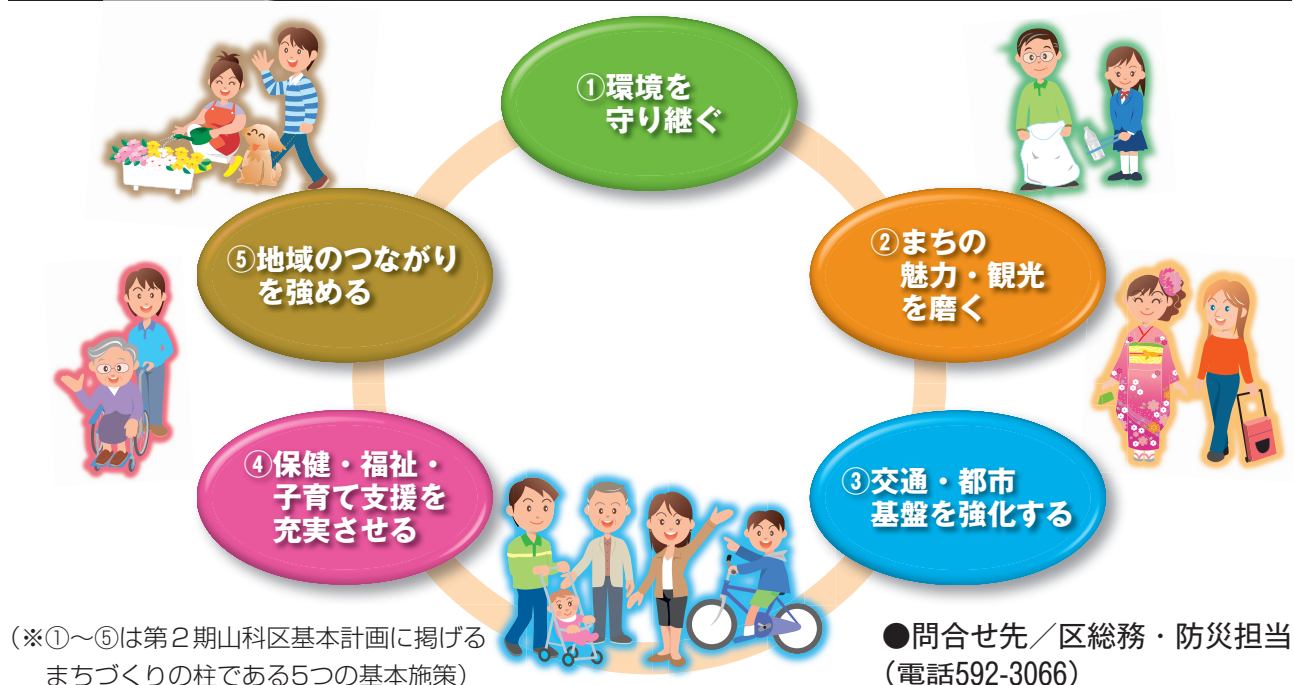 ①環境を
守り継ぐ
②まちの
魅力・観光
を磨く
③交通・都市
基盤を強化する
④保健・福祉・
子育て支援を
充実させる
⑤地域のつながり
を強める
(※①〜⑤は第2期山科区基本計画に掲げる
まちづくりの柱である5つの基本施策)
●問合せ先／区総務・防災担当
(電話592-3066)